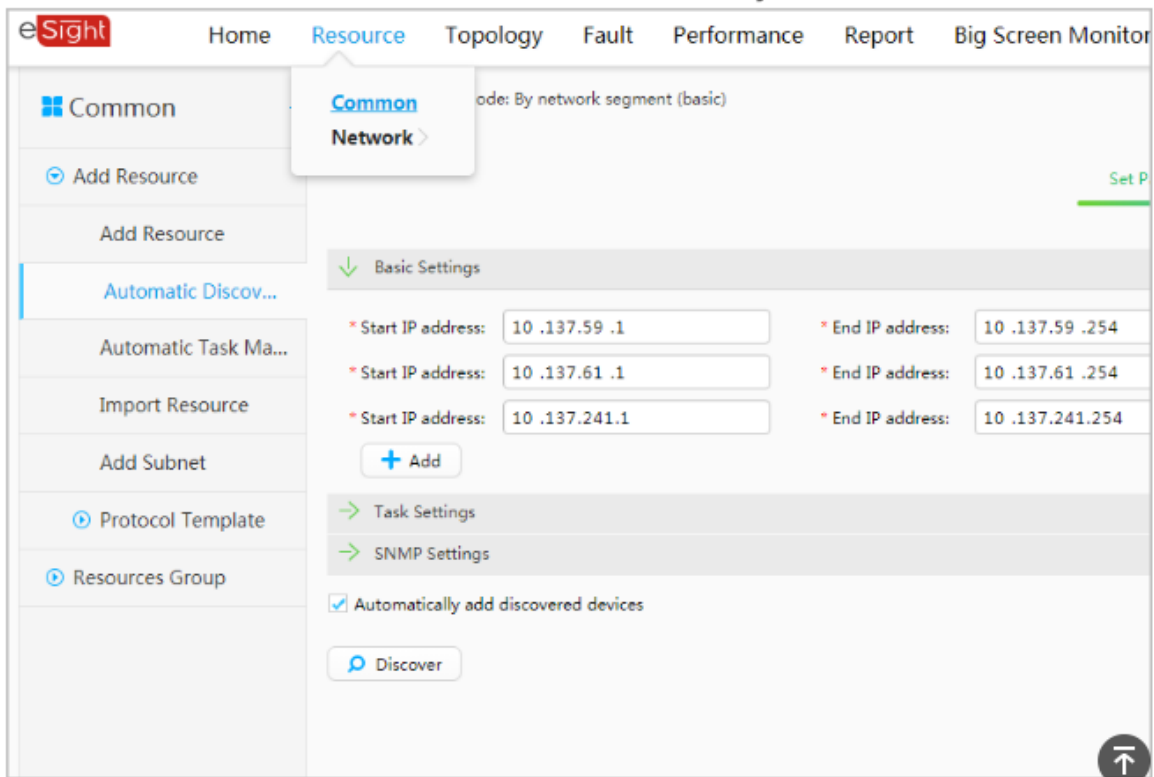 eSight Home Resource Topology Fault Performance Report Big Screen Monitor
Common
Common
Network
ode: By network segment (basic)
Add Resource
Set P
Add Resource
Automatic Discov...
Automatic Task Ma...
Import Resource
Add Subnet
Protocol Template
Resources Group
Basic Settings
* Start IP address: 10 .137.59 .1 * End IP address: 10 .137.59 .254
* Start IP address: 10 .137.61 .1 * End IP address: 10 .137.61 .254
* Start IP address: 10 .137.241.1 * End IP address: 10 .137.241.254
+ Add
Task Settings
SNMP Settings
Automatically add discovered devices
Discover